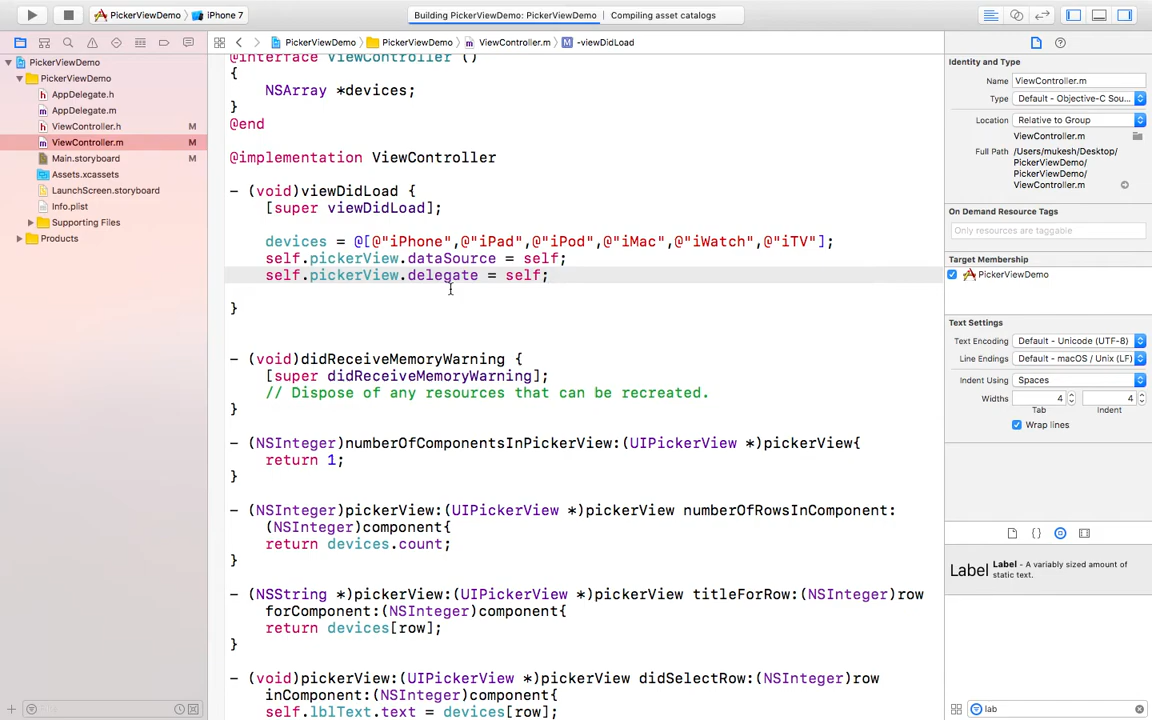 PickerViewDemo iPhone 7 Building PickerViewDemo: PickerViewDemo Compiling asset catalogs
PickerViewDemo PickerViewDemo ViewController.m -viewDidLoad
PickerViewDemo
PickerViewDemo
AppDelegate.h
AppDelegate.m
ViewController.h M
ViewController.m M
Main.storyboard M
Assets.xcassets
LaunchScreen.storyboard
Info.plist
Supporting Files
Products
@interface ViewController ()
{
NSArray *devices;
}
@end
@implementation ViewController
- (void)viewDidLoad {
[super viewDidLoad];
devices = @[@"iPhone",@"iPad",@"iPod",@"iMac",@"iWatch",@"iTV"];
self.pickerView.dataSource = self;
self.pickerView.delegate = self;
}
- (void)didReceiveMemoryWarning {
[super didReceiveMemoryWarning];
// Dispose of any resources that can be recreated.
}
- (NSInteger)numberOfComponentsInPickerView:(UIPickerView *)pickerView{
return 1;
}
- (NSInteger)pickerView:(UIPickerView *)pickerView numberOfRowsInComponent:
(NSInteger)component{
return devices.count;
}
- (NSString *)pickerView:(UIPickerView *)pickerView titleForRow:(NSInteger)row
forComponent:(NSInteger)component{
return devices[row];
}
- (void)pickerView:(UIPickerView *)pickerView didSelectRow:(NSInteger)row
inComponent:(NSInteger)component{
self.lblText.text = devices[row];
Identity and Type
Name ViewController.m
Type Default - Objective-C Sou...
Location Relative to Group
ViewController.m
Full Path /Users/mukesh/Desktop/
PickerViewDemo/
PickerViewDemo/
ViewController.m
On Demand Resource Tags
Only resources are taggable
Target Membership
PickerViewDemo
Text Settings
Text Encoding Default - Unicode (UTF-8)
Line Endings Default - macOS / Unix (LF)
Indent Using Spaces
Widths 4 4
Tab Indent
Wrap lines
Label Label - A variably sized amount of
static text.
lab